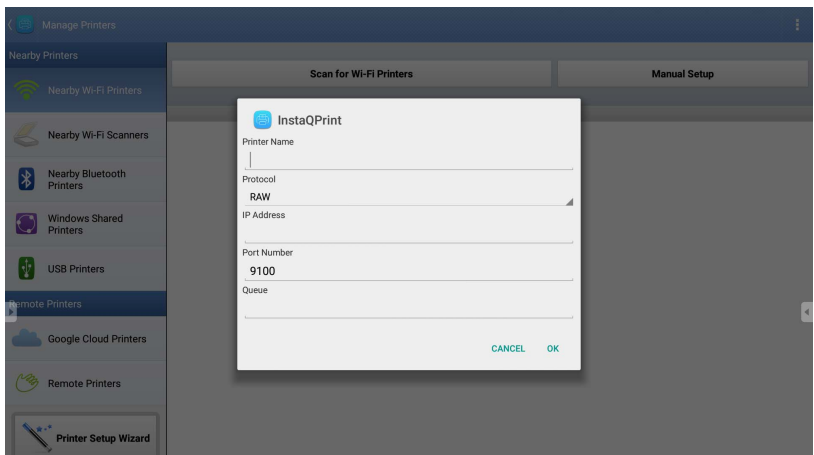 Manage Printers
Nearby Printers
Nearby Wi-Fi Printers
Nearby Wi-Fi Scanners
Nearby Bluetooth
Printers
Windows Shared
Printers
USB Printers
Remote Printers
Google Cloud Printers
Remote Printers
Printer Setup Wizard
Scan for Wi-Fi Printers
Manual Setup
InstaQPrint
Printer Name
Protocol
RAW
IP Address
Port Number
9100
Queue
CANCEL
OK